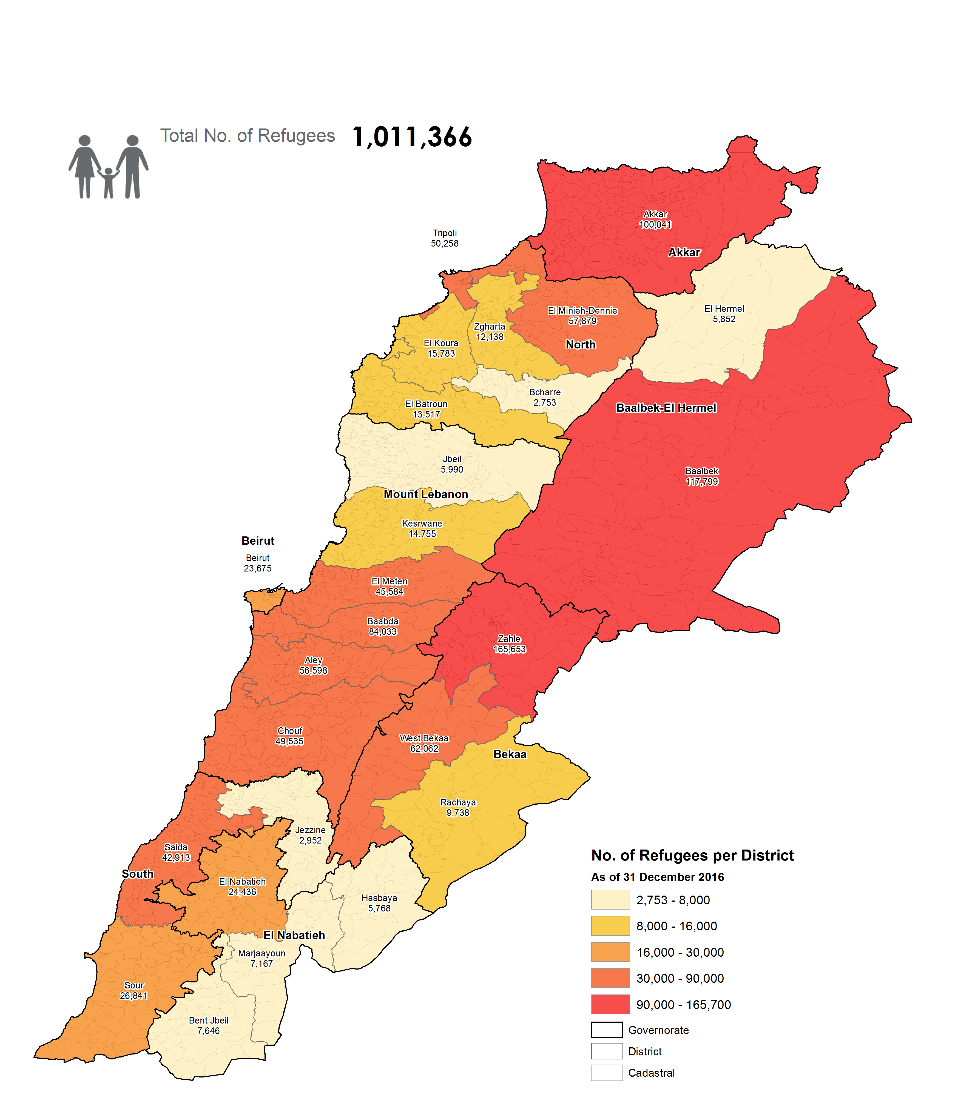 Total No. of Refugees 1,011,366
Akkar
100,041
Akkar
Tripoli
50,258
El Hermel
5,852
El Minieh-Dennie
57,879
Zgharta
12,138
North
El Koura
15,783
Bcharre
2,753
El Batroun
13,517
Baalbek-El Hermel
Jbeil
5,990
Baalbek
117,799
Mount Lebanon
Kesrwane
14,755
Beirut
Beirut
23,675
El Meten
45,584
Baabda
84,033
Zahle
165,653
Aley
56,598
Chouf
49,535
West Bekaa
62,062
Bekaa
Rachaya
9,738
Jezzine
2,952
Saida
42,913
South
El Nabatieh
24,436
Hasbaya
5,768
El Nabatieh
Marjaayoun
7,167
Sour
26,841
Bent Jbeil
7,646
No. of Refugees per District
As of 31 December 2016
2,753 - 8,000
8,000 - 16,000
16,000 - 30,000
30,000 - 90,000
90,000 - 165,700
Governorate
District
Cadastral